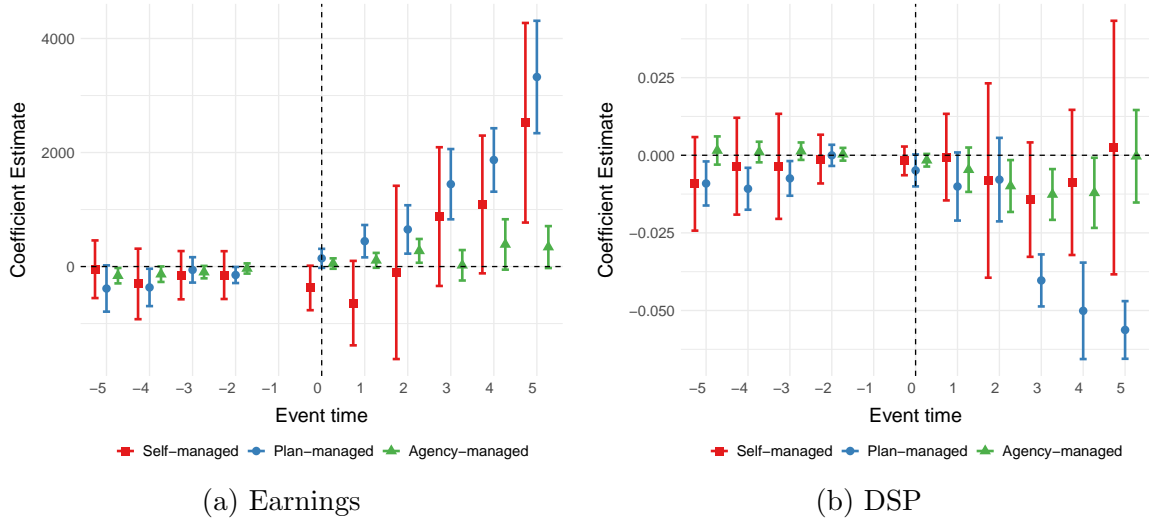 4000
2000
0
Coefficient Estimate
−5 −4 −3 −2 −1 0 1 2 3 4 5
Event time
Self−managed Plan−managed Agency−managed
(a) Earnings
0.025
0.000
−0.025
−0.050
Coefficient Estimate
−5 −4 −3 −2 −1 0 1 2 3 4 5
Event time
Self−managed Plan−managed Agency−managed
(b) DSP